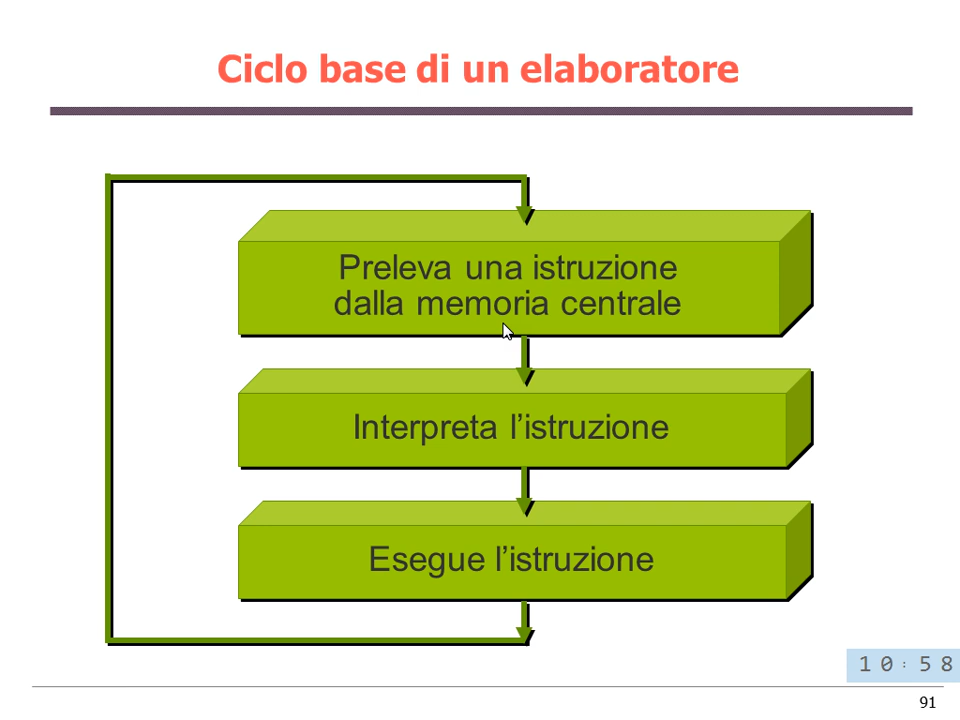 Ciclo base di un elaboratore
Preleva una istruzione
dalla memoria centrale
Interpreta l’istruzione
Esegue l’istruzione
10:58
91